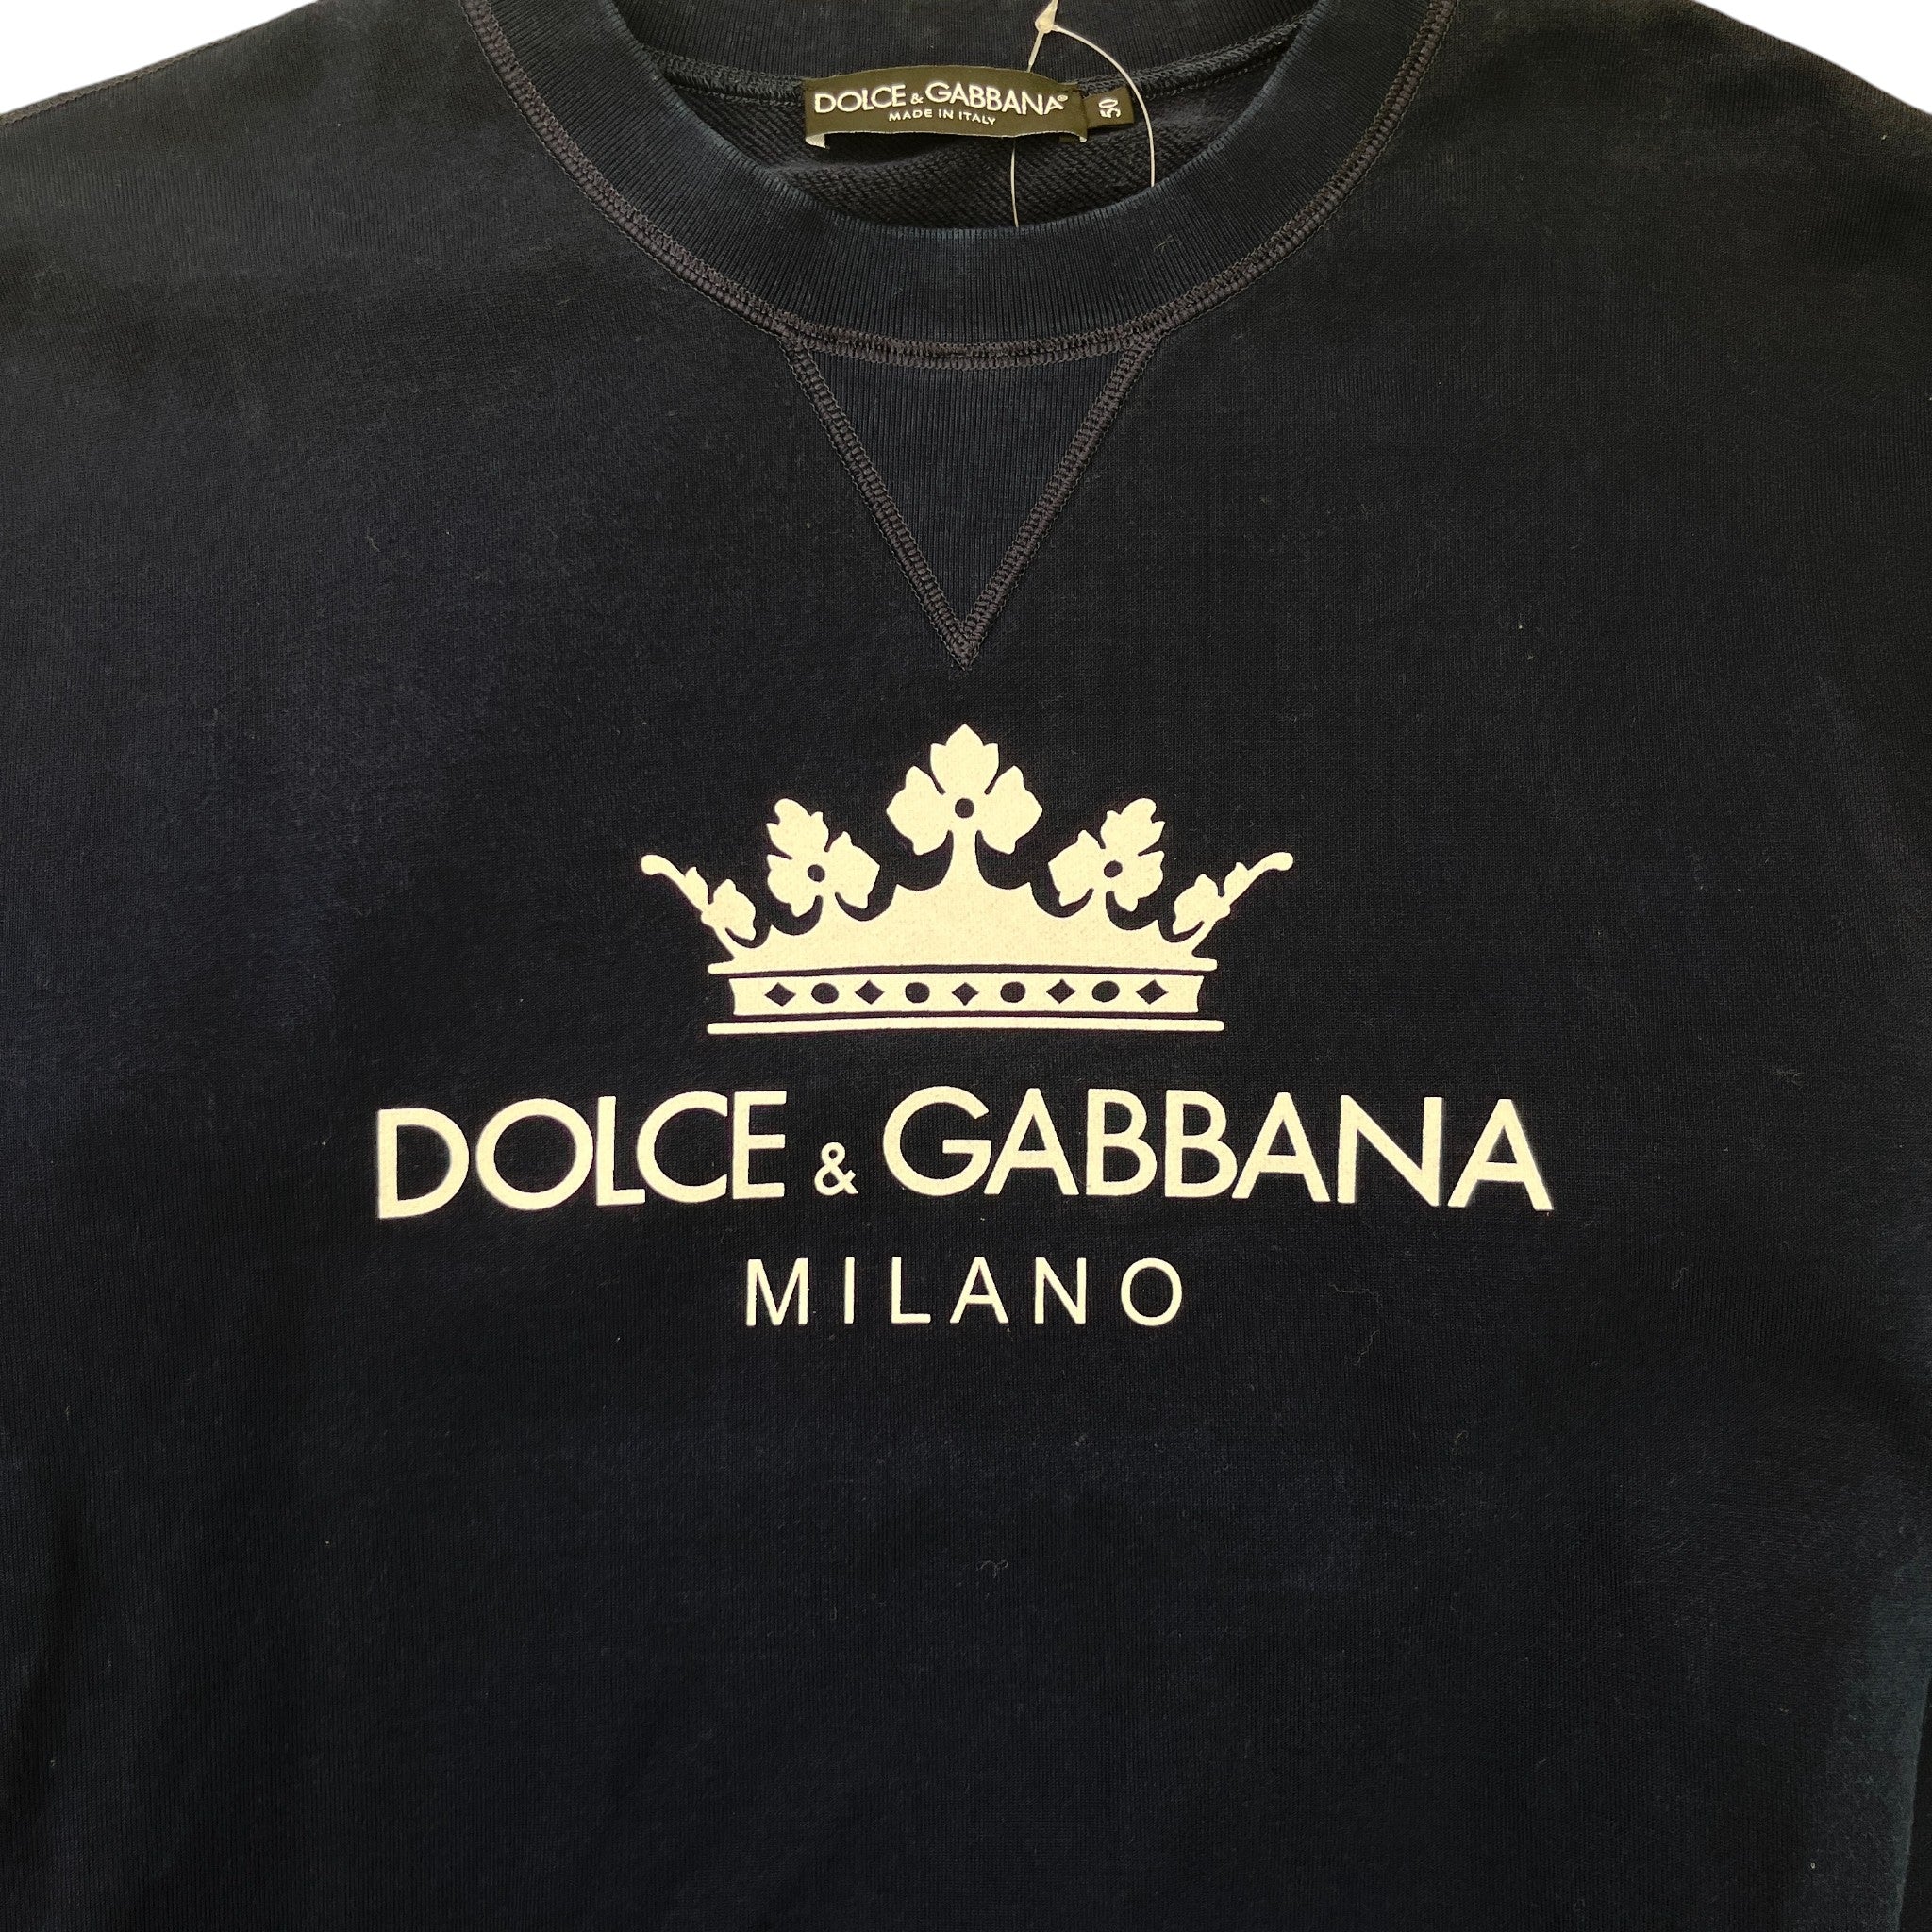 DOLCE & GABBANA®
MADE IN ITALY
50
DOLCE & GABBANA
MILANO